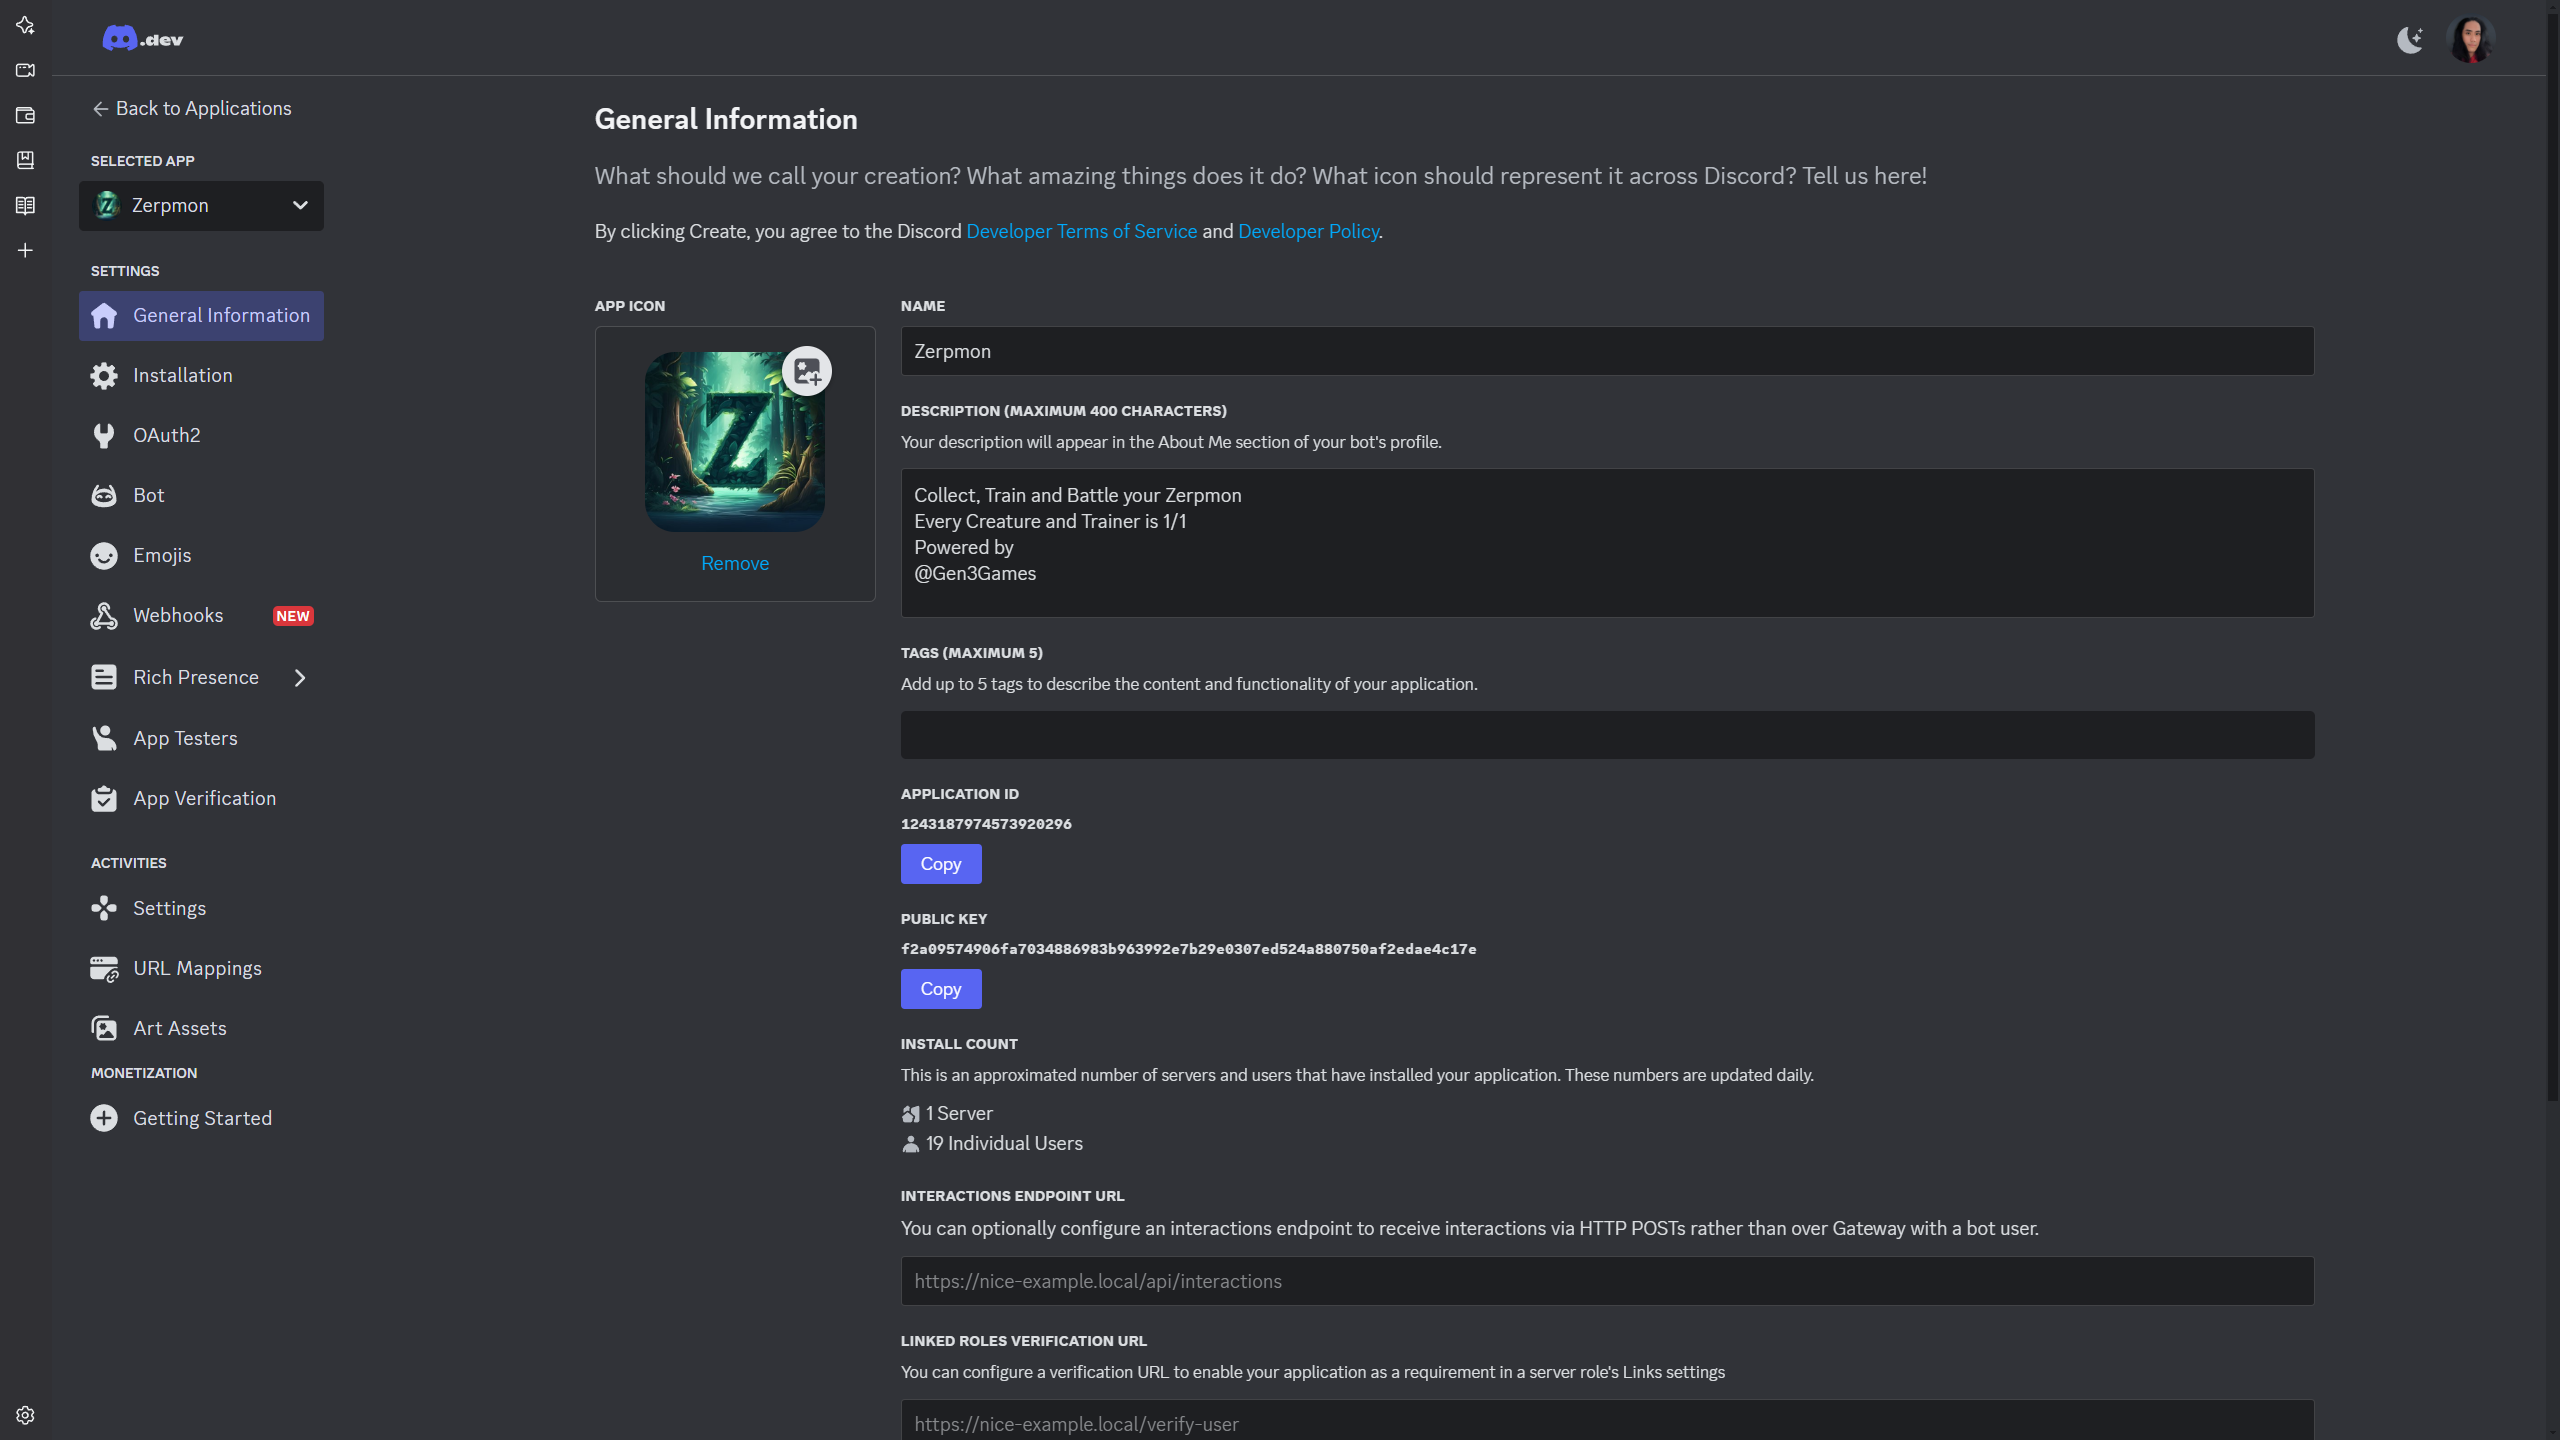 .dev
Back to Applications
SELECTED APP
Zerpmon
SETTINGS
General Information
Installation
OAuth2
Bot
Emojis
Webhooks NEW
Rich Presence
App Testers
App Verification
ACTIVITIES
Settings
URL Mappings
Art Assets
MONETIZATION
Getting Started
General Information
What should we call your creation? What amazing things does it do? What icon should represent it across Discord? Tell us here!
By clicking Create, you agree to the Discord Developer Terms of Service and Developer Policy.
APP ICON
Z
Remove
NAME
Zerpmon
DESCRIPTION (MAXIMUM 400 CHARACTERS)
Your description will appear in the About Me section of your bot's profile.
Collect, Train and Battle your Zerpmon
Every Creature and Trainer is 1/1
Powered by
@Gen3Games
TAGS (MAXIMUM 5)
Add up to 5 tags to describe the content and functionality of your application.
APPLICATION ID
1243187974573920296
Copy
PUBLIC KEY
f2a09574906fa7034886983b963992e7b29e0307ed524a880750af2edae4c17e
Copy
INSTALL COUNT
This is an approximated number of servers and users that have installed your application. These numbers are updated daily.
1 Server
19 Individual Users
INTERACTIONS ENDPOINT URL
You can optionally configure an interactions endpoint to receive interactions via HTTP POSTs rather than over Gateway with a bot user.
https://nice-example.local/api/interactions
LINKED ROLES VERIFICATION URL
You can configure a verification URL to enable your application as a requirement in a server role's Links settings
https://nice-example.local/verify-user